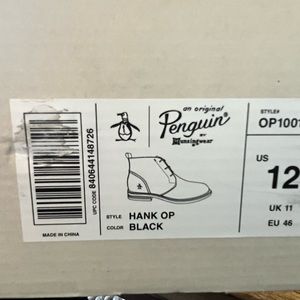 UPC CODE 840644148726
MADE IN CHINA
an original
Penguin®
BY
Munsingwear
STYLE HANK OP
COLOR BLACK
STYLE#
OP1001
US
12
UK 11
EU 46